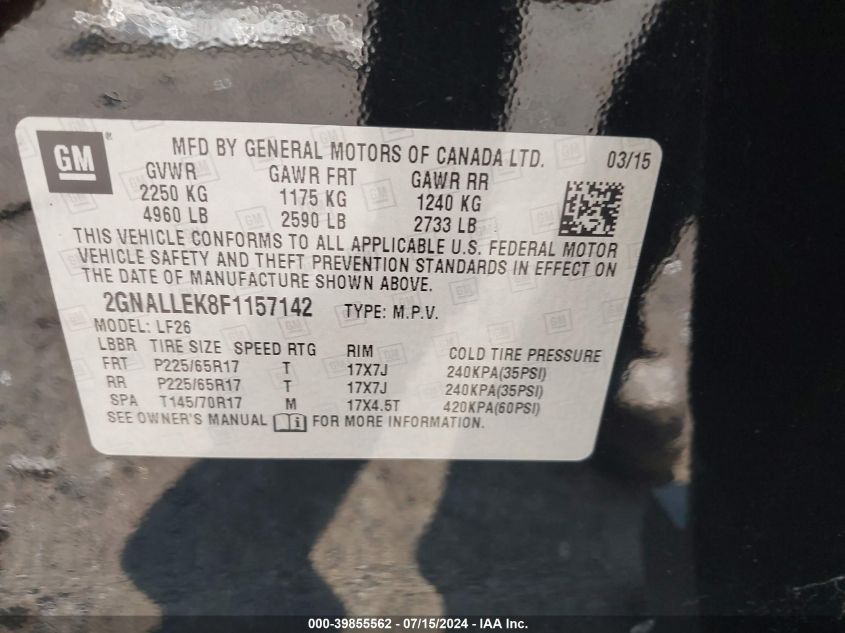 GM ®
MFD BY GENERAL MOTORS OF CANADA LTD. 03/15
GVWR GAWR FRT GAWR RR
2250 KG 1175 KG 1240 KG
4960 LB 2590 LB 2733 LB
THIS VEHICLE CONFORMS TO ALL APPLICABLE U.S. FEDERAL MOTOR
VEHICLE SAFETY AND THEFT PREVENTION STANDARDS IN EFFECT ON
THE DATE OF MANUFACTURE SHOWN ABOVE.
2GNALLEK8F1157142 TYPE: M.P.V.
MODEL: LF26
LBBR TIRE SIZE SPEED RTG RIM COLD TIRE PRESSURE
FRT P225/65R17 T 17X7J 240KPA(35PSI)
RR P225/65R17 T 17X7J 240KPA(35PSI)
SPA T145/70R17 M 17X4.5T 420KPA(60PSI)
SEE OWNER'S MANUAL FOR MORE INFORMATION.
000-39855562 - 07/15/2024 - IAA Inc.